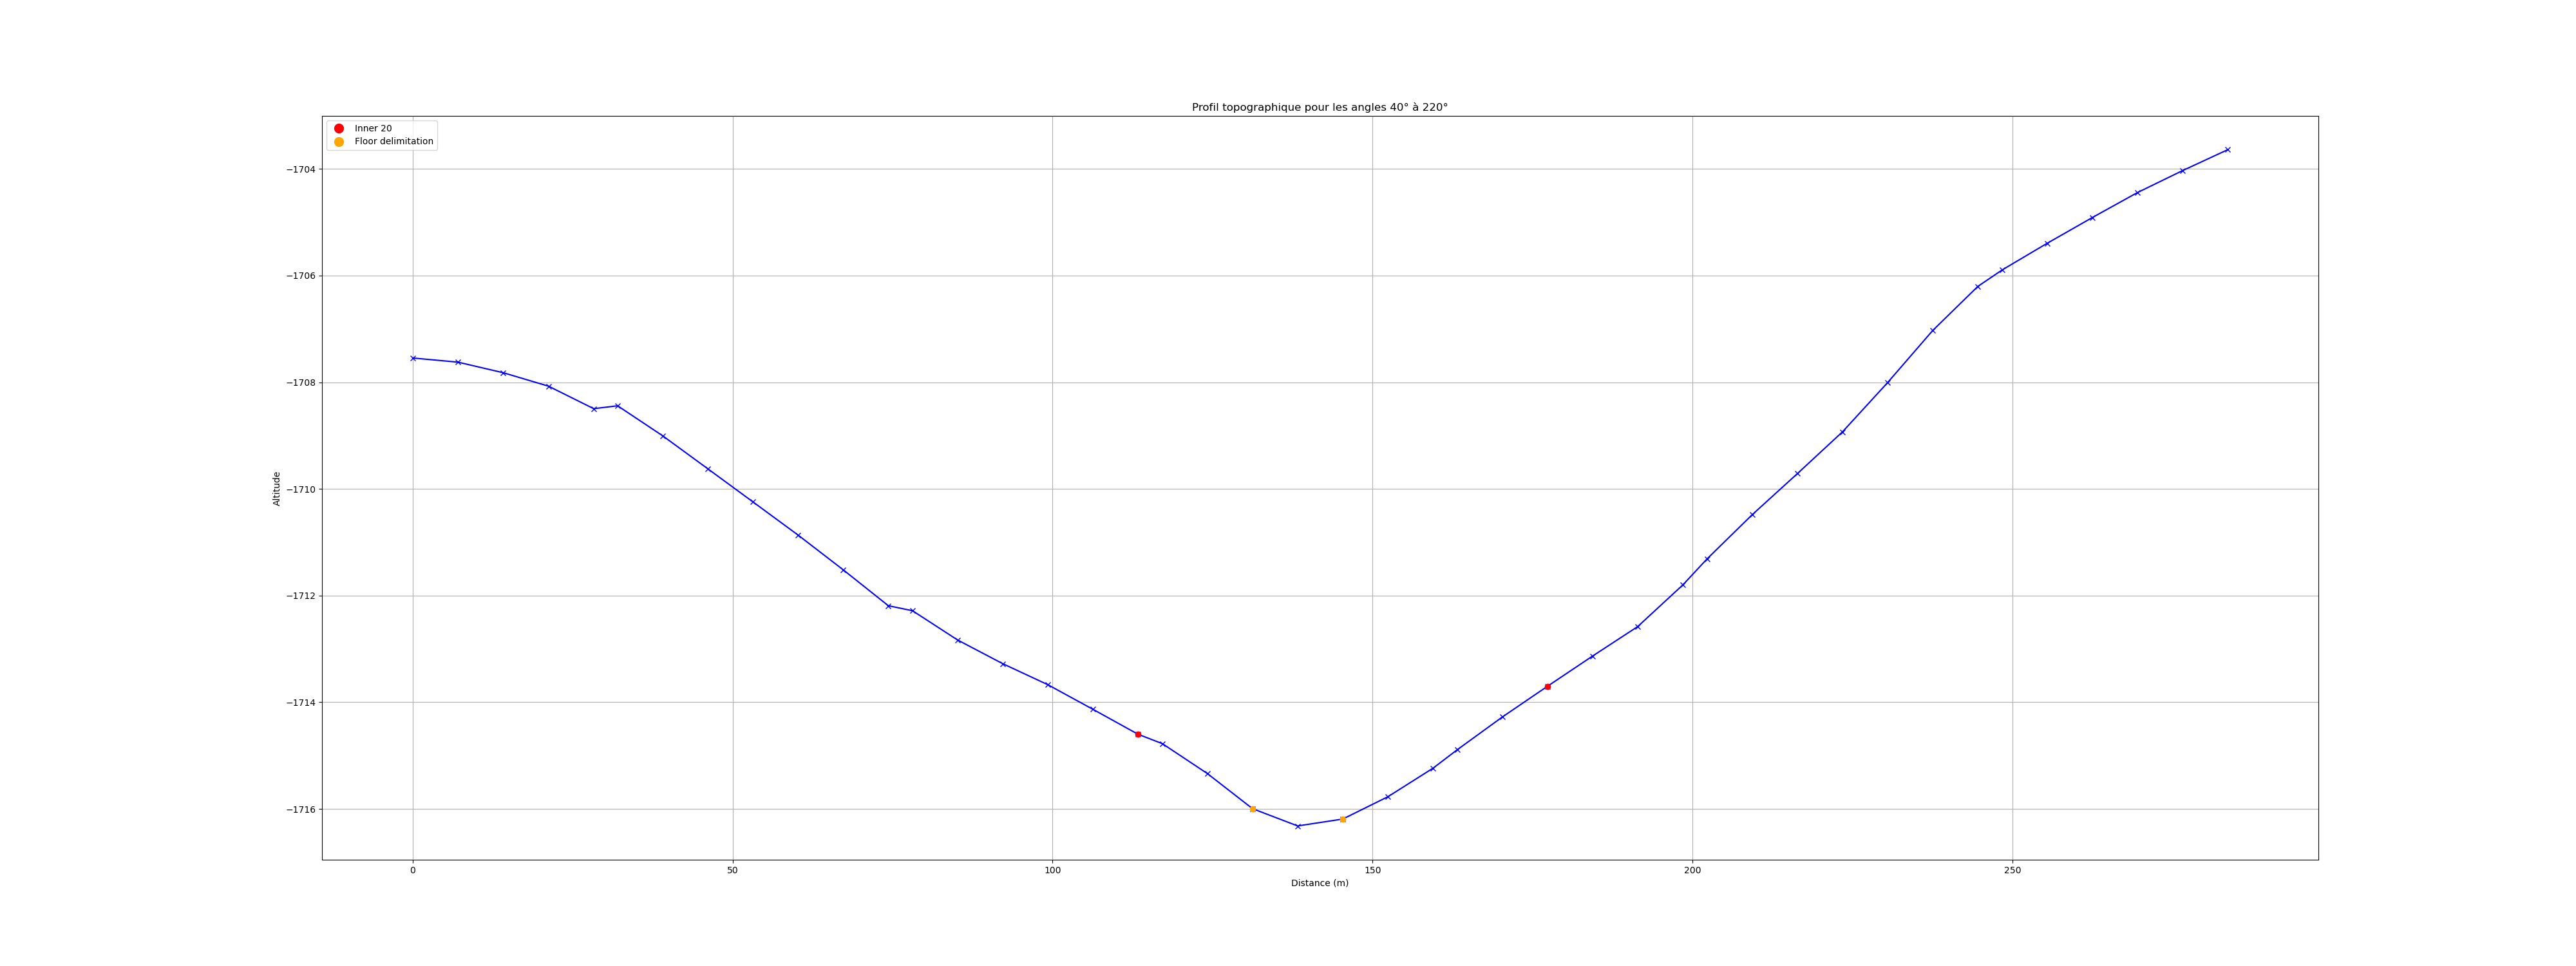 Profil topographique pour les angles 40° à 220°
Inner 20
Floor delimitation
−1704
−1706
−1708
−1710
−1712
−1714
−1716
Altitude
0 50 100 150 200 250
Distance (m)